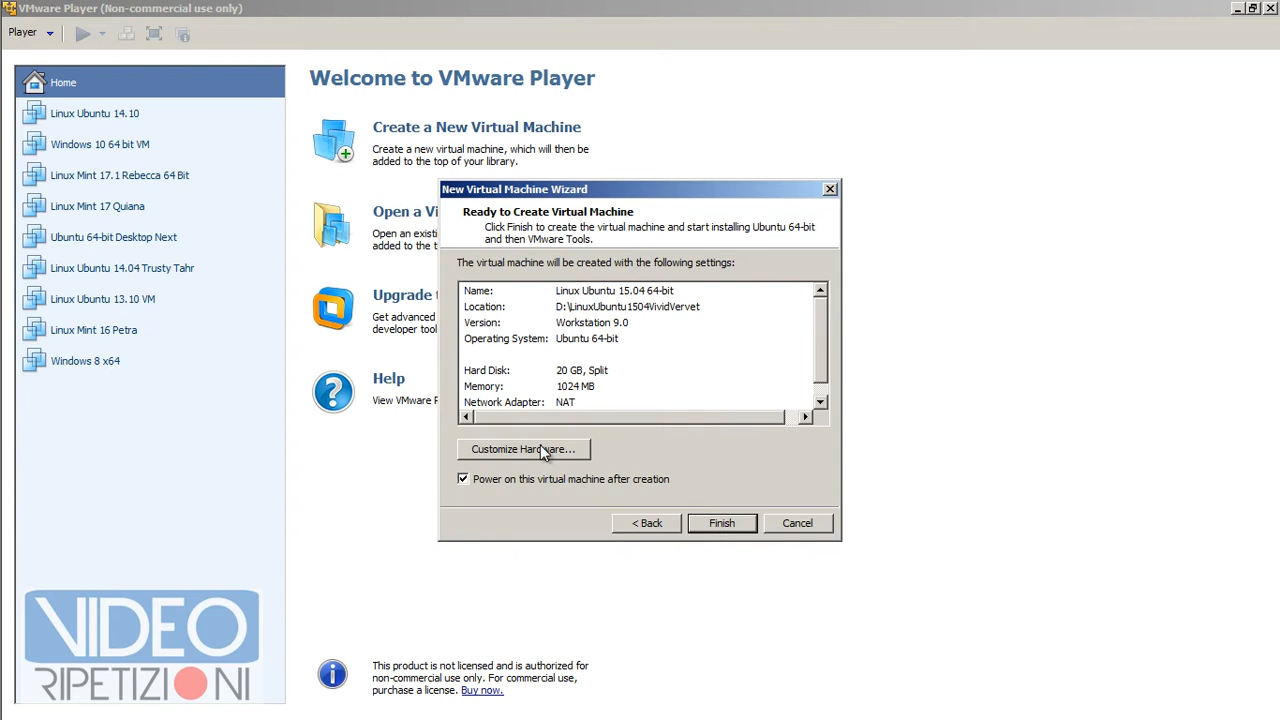 VMware Player (Non-commercial use only)
Player
Home
Linux Ubuntu 14.10
Windows 10 64 bit VM
Linux Mint 17.1 Rebecca 64 Bit
Linux Mint 17 Quiana
Ubuntu 64-bit Desktop Next
Linux Ubuntu 14.04 Trusty Tahr
Linux Ubuntu 13.10 VM
Linux Mint 16 Petra
Windows 8 x64
VIDEO
RIPETIZIONI
Welcome to VMware Player
Create a New Virtual Machine
Create a new virtual machine, which will then be
added to the top of your library.
Open a Vi
Open an exist
added to the t
Upgrade
Get advanced
developer tool
Help
View VMware P
This product is not licensed and is authorized for
non-commercial use only. For commercial use,
purchase a license. Buy now.
New Virtual Machine Wizard
Ready to Create Virtual Machine
Click Finish to create the virtual machine and start installing Ubuntu 64-bit
and then VMware Tools.
The virtual machine will be created with the following settings:
Name: Linux Ubuntu 15.04 64-bit
Location: D:\LinuxUbuntu1504VividVervet
Version: Workstation 9.0
Operating System: Ubuntu 64-bit
Hard Disk: 20 GB, Split
Memory: 1024 MB
Network Adapter: NAT
Customize Hardware...
Power on this virtual machine after creation
< Back
Finish
Cancel